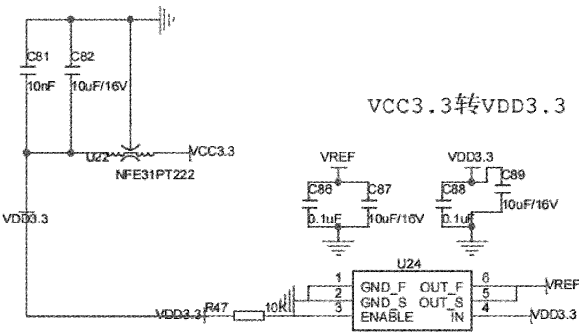 C81
C82
10nF
10uF/16V
VCC3.3转VDD3.3
U22
VCC3.3
NFE31PT222
VREF
VDD3.3
C86
C87
C88
C89
0.1uF
10uF/16V
0.1uF
10uF/16V
VDD3.3
U24
1
GND_F
OUT_F
6
VREF
2
GND_S
OUT_S
5
VDD3.3
R47
10K
3
ENABLE
IN
4
VDD3.3